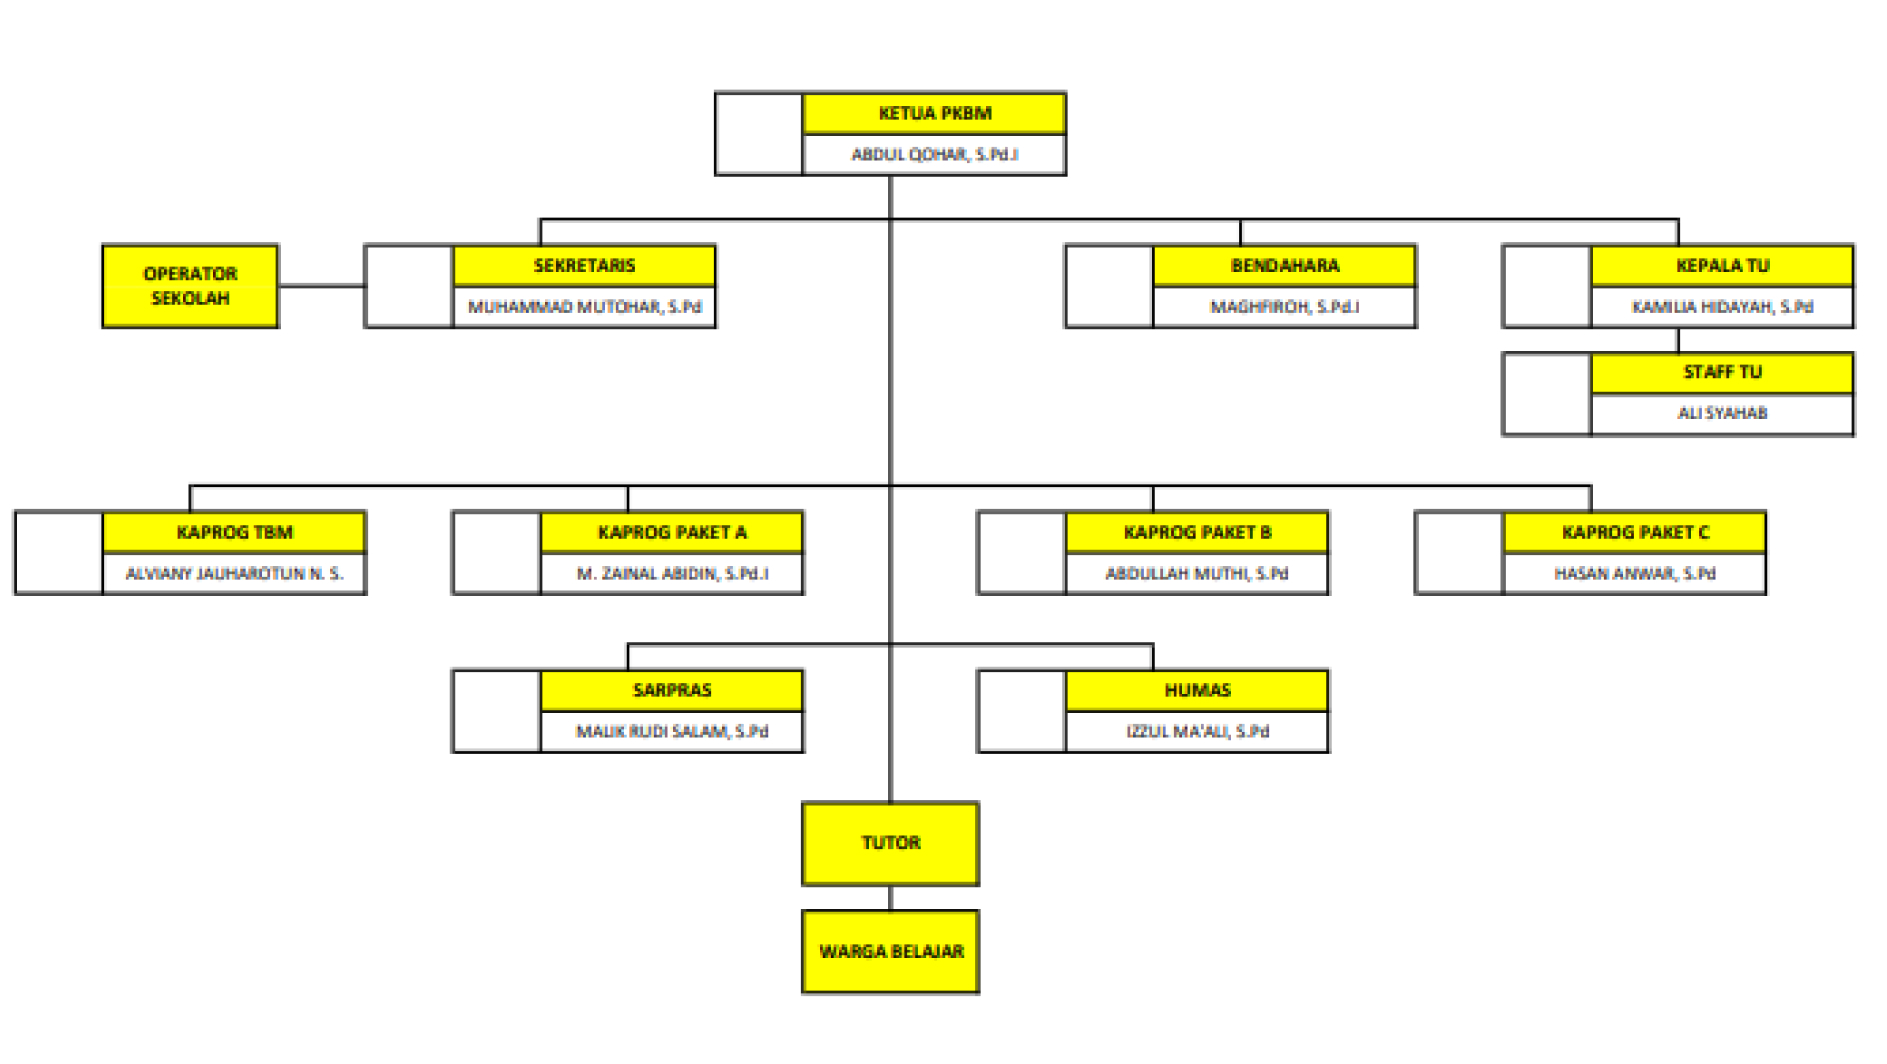 KETUA PKBM
ABDUL QOHAR, S.Pd.I
OPERATOR
SEKOLAH
SEKRETARIS
MUHAMMAD MUTOHAR, S.Pd
BENDAHARA
MAGHFIROH, S.Pd.I
KEPALA TU
KAMILIA HIDAYAH, S.Pd
STAFF TU
ALI SYAHAB
KAPROG TBM
ALVIANY JAUHAROTUN N. S.
KAPROG PAKET A
M. ZAINAL ABIDIN, S.Pd.I
KAPROG PAKET B
ABDULLAH MUTHI, S.Pd
KAPROG PAKET C
HASAN ANWAR, S.Pd
SARPRAS
MALIK RUDI SALAM, S.Pd
HUMAS
IZZUL MA'ALI, S.Pd
TUTOR
WARGA BELAJAR